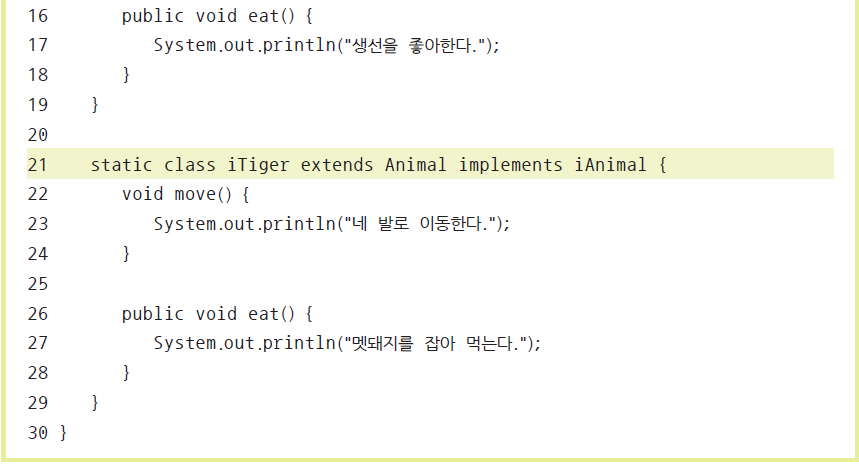 16 public void eat() {
17 System.out.println("생선을 좋아한다.");
18 }
19 }
20
21 static class iTiger extends Animal implements iAnimal {
22 void move() {
23 System.out.println("네 발로 이동한다.");
24 }
25
26 public void eat() {
27 System.out.println("멧돼지를 잡아 먹는다.");
28 }
29 }
30 }